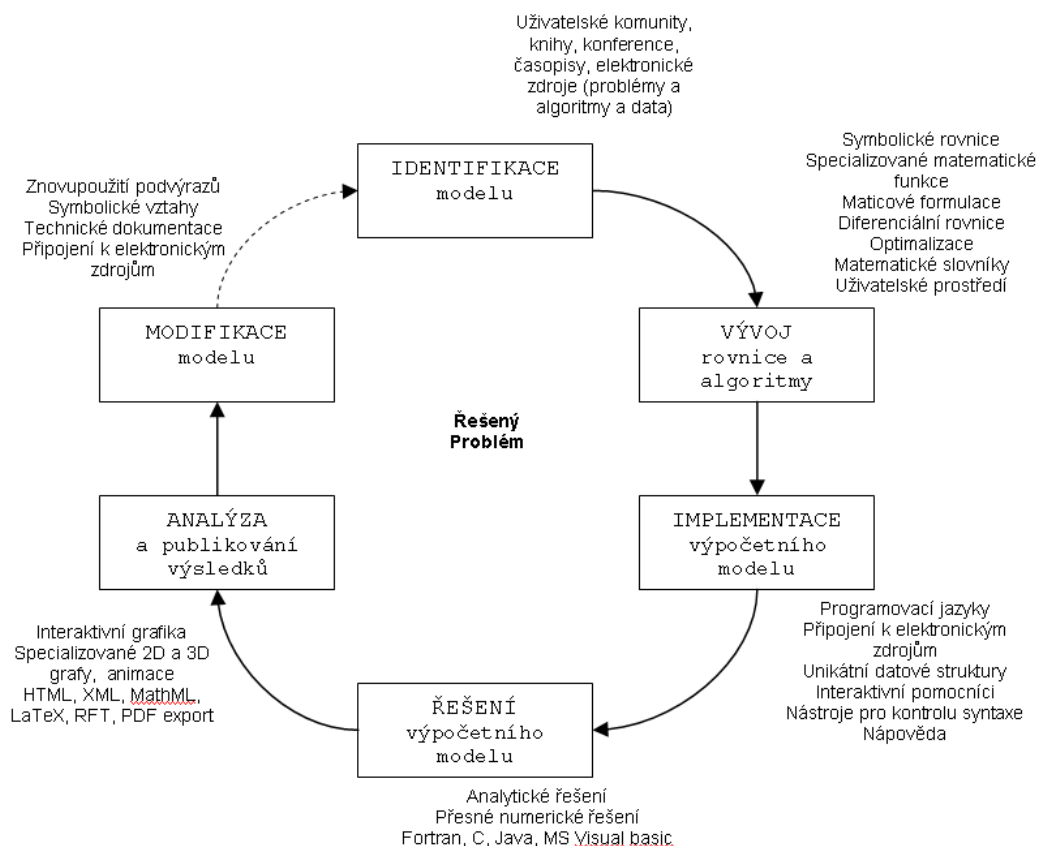 Uživatelské komunity,
knihy, konference,
časopisy, elektronické
zdroje (problémy a
algoritmy a data)
IDENTIFIKACE
modelu
Symbolické rovnice
Specializované matematické
funkce
Maticové formulace
Diferenciální rovnice
Optimalizace
Matematické slovníky
Uživatelské prostředí
Znovupoužití podvýrazů
Symbolické vztahy
Technické dokumentace
Připojení k elektronickým
zdrojům
MODIFIKACE
modelu
VÝVOJ
rovnice a
algoritmy
Řešený
Problém
ANALÝZA
a publikování
výsledků
IMPLEMENTACE
výpočetního
modelu
Programovací jazyky
Připojení k elektronickým
zdrojům
Unikátní datové struktury
Interaktivní pomocníci
Nástroje pro kontrolu syntaxe
Nápověda
Interaktivní grafika
Specializované 2D a 3D
grafy, animace
HTML, XML, MathML,
LaTeX, RFT, PDF export
ŘEŠENÍ
výpočetního
modelu
Analytické řešení
Přesné numerické řešení
Fortran, C, Java, MS Visual basic